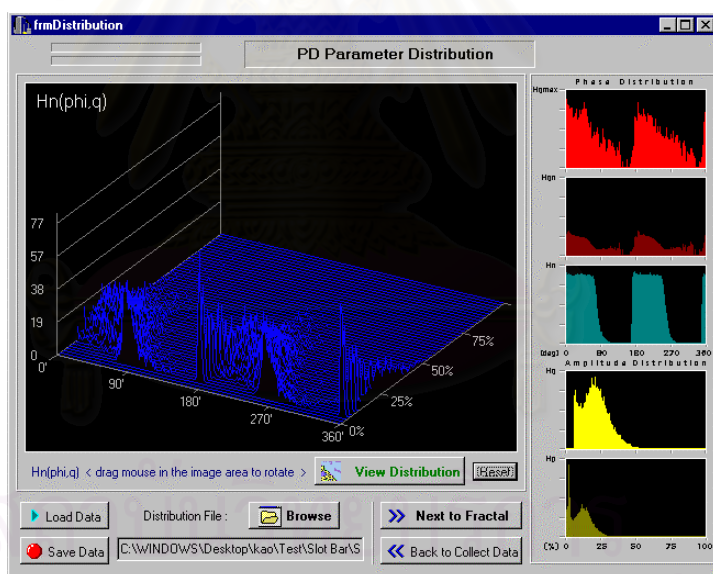 frmDistribution
PD Parameter Distribution
Hn(phi,q)
77
57
38
19
0
0'
90'
180'
270'
360'
0%
25%
50%
75%
Hn(phi,q) < drag mouse in the image area to rotate >
View Distribution
Reset
Load Data
Distribution File :
Browse
Next to Fractal
Save Data
C:\WINDOWS\Desktop\kao\Test\Slot Bar\S
Back to Collect Data
Phase Distribution
Hqmax
Hqn
Hn
(deg) 0 90 180 270 360
Amplitude Distribution
Hq
Hp
(%) 0 25 50 75 100